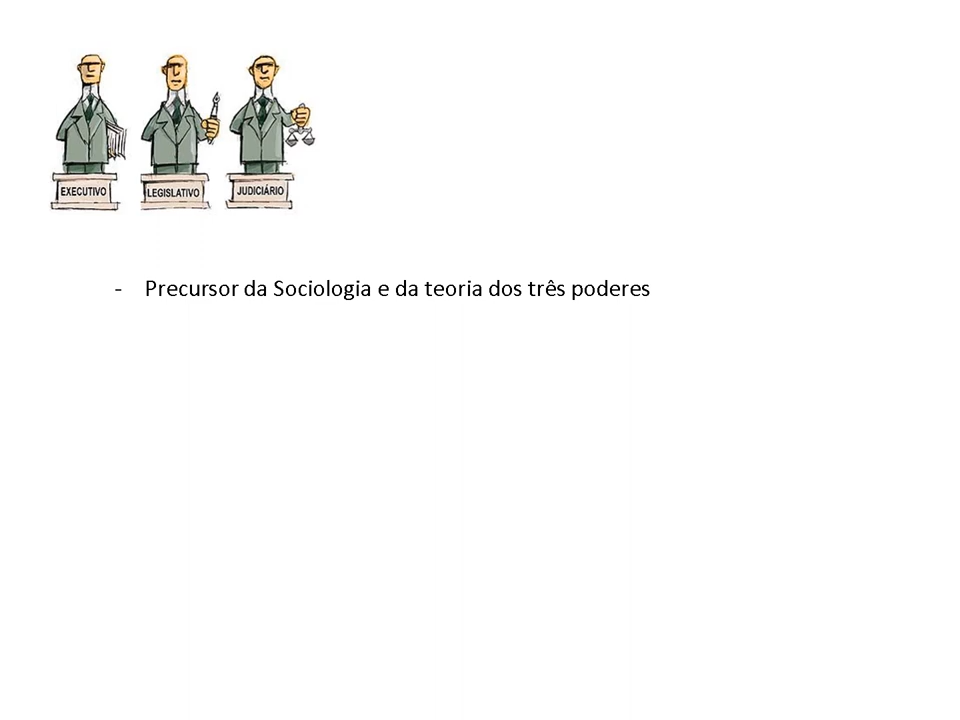 EXECUTIVO
LEGISLATIVO
JUDICIÁRIO
- Precursor da Sociologia e da teoria dos três poderes